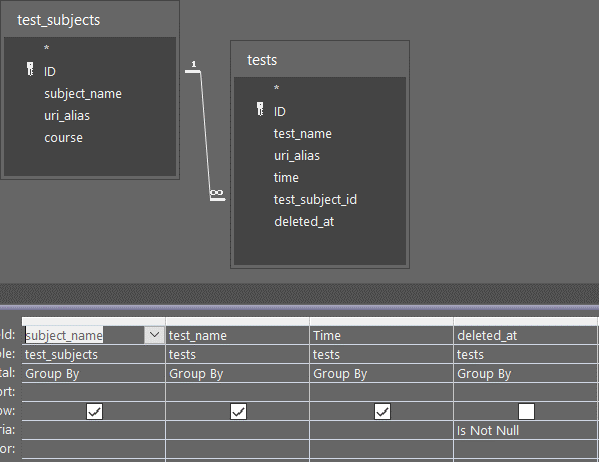 test_subjects
*
ID
subject_name
uri_alias
course
1
∞
tests
*
ID
test_name
uri_alias
time
test_subject_id
deleted_at
ld: subject_name test_name Time deleted_at
ble: test_subjects tests tests tests
tal: Group By Group By Group By Group By
ort:
ow:
ria: Is Not Null
or: